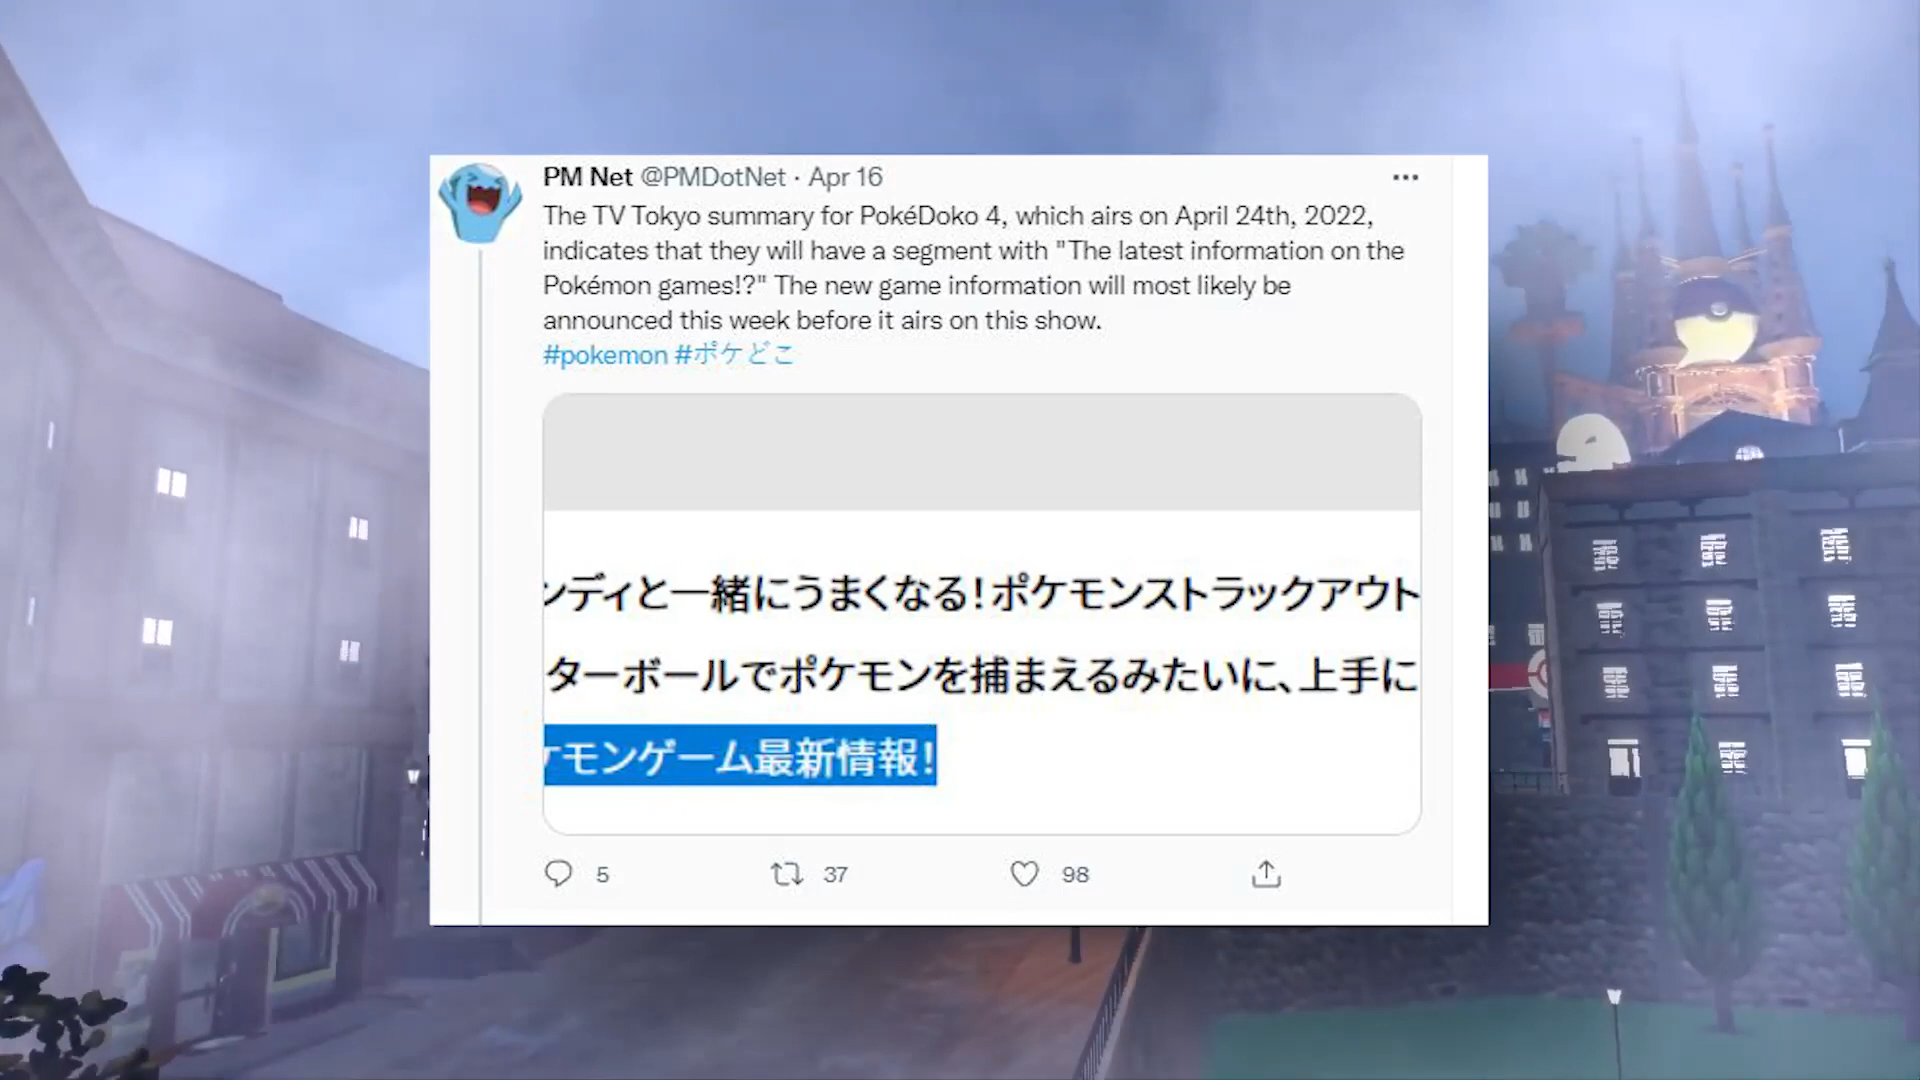 PM Net @PMDotNet · Apr 16
The TV Tokyo summary for PokéDoko 4, which airs on April 24th, 2022,
indicates that they will have a segment with "The latest information on the
Pokémon games!?" The new game information will most likely be
announced this week before it airs on this show.
#pokemon #ポケどこ
ンディと一緒にうまくなる！ポケモンストラックアウト
ターボールでポケモンを捕まえるみたいに、上手に
ケモンゲーム最新情報！
5 37 98